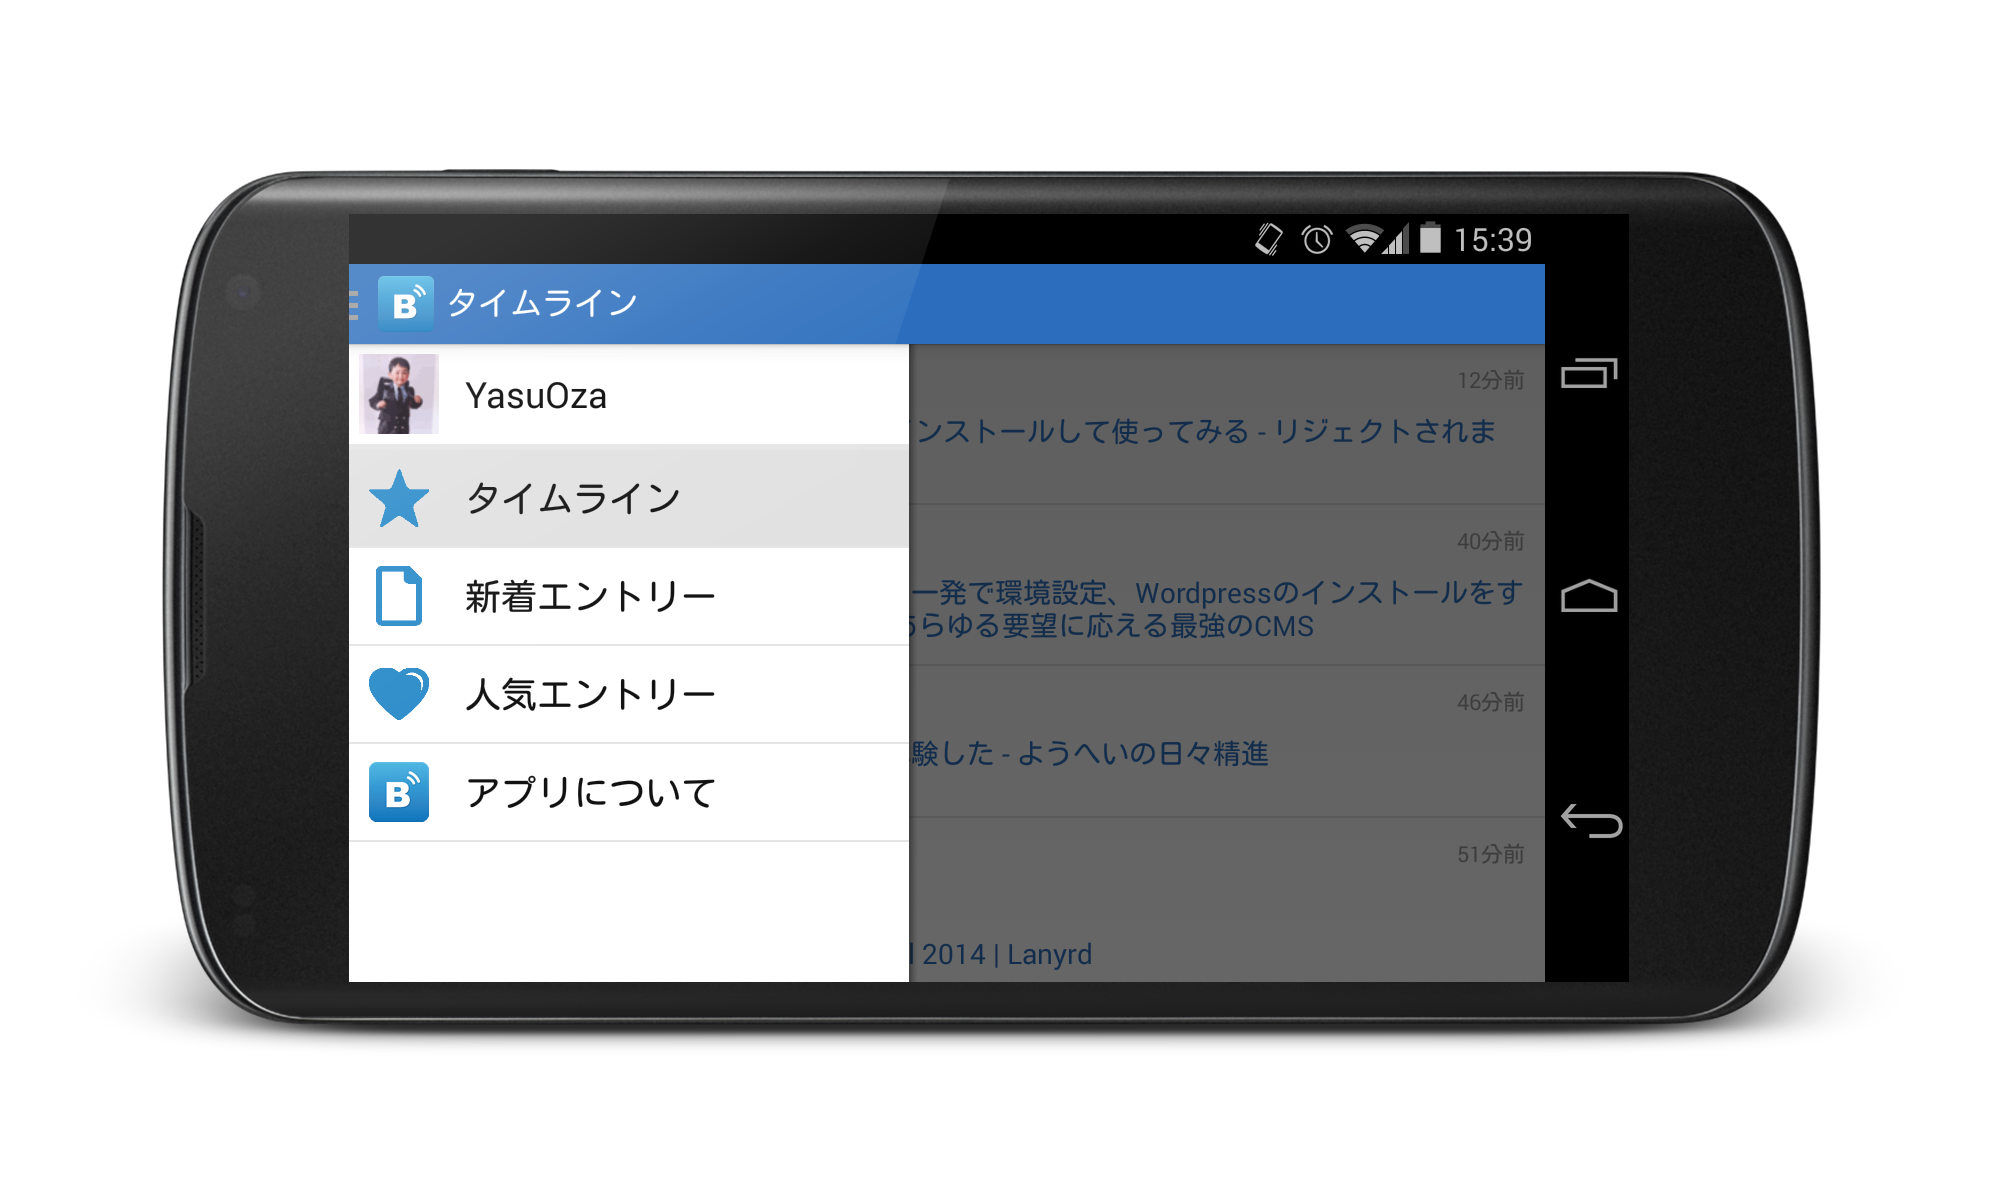 15:39
B タイムライン
YasuOza
タイムライン
新着エントリー
人気エントリー
B アプリについて
12分前
ンストールして使ってみる - リジェクトされま
40分前
一発で環境設定、Wordpressのインストールをす
らゆる要望に応える最強のCMS
46分前
験した - ようへいの日々精進
51分前
2014 | Lanyrd